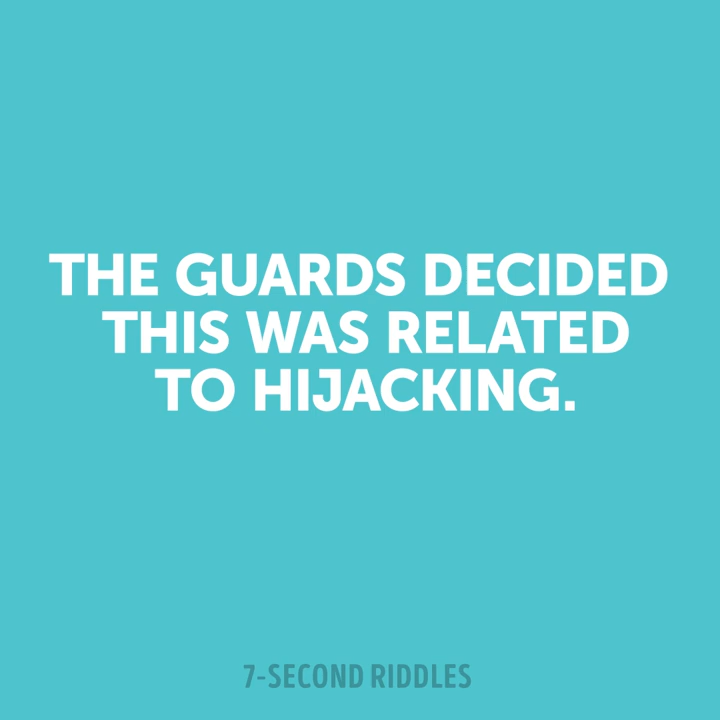 THE GUARDS DECIDED
THIS WAS RELATED
TO HIJACKING.
7-SECOND RIDDLES